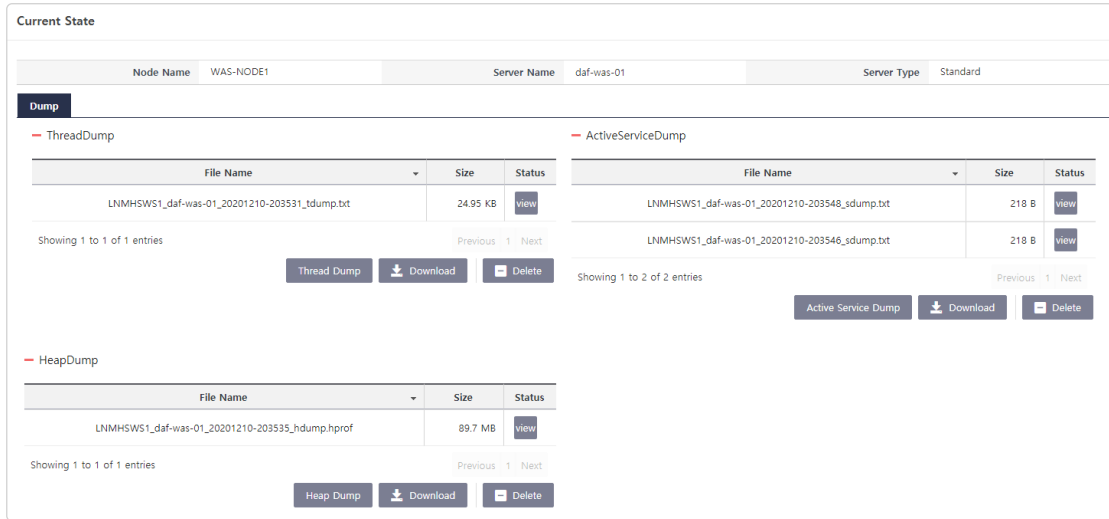 Current State
Node Name WAS-NODE1 Server Name daf-was-01 Server Type Standard
Dump
ThreadDump
File Name Size Status
LNMHSWS1_daf-was-01_20201210-203531_tdump.txt 24.95 KB view
Showing 1 to 1 of 1 entries Previous 1 Next
Thread Dump Download Delete
ActiveServiceDump
File Name Size Status
LNMHSWS1_daf-was-01_20201210-203548_sdump.txt 218 B view
LNMHSWS1_daf-was-01_20201210-203546_sdump.txt 218 B view
Showing 1 to 2 of 2 entries Previous 1 Next
Active Service Dump Download Delete
HeapDump
File Name Size Status
LNMHSWS1_daf-was-01_20201210-203535_hdump.hprof 89.7 MB view
Showing 1 to 1 of 1 entries Previous 1 Next
Heap Dump Download Delete